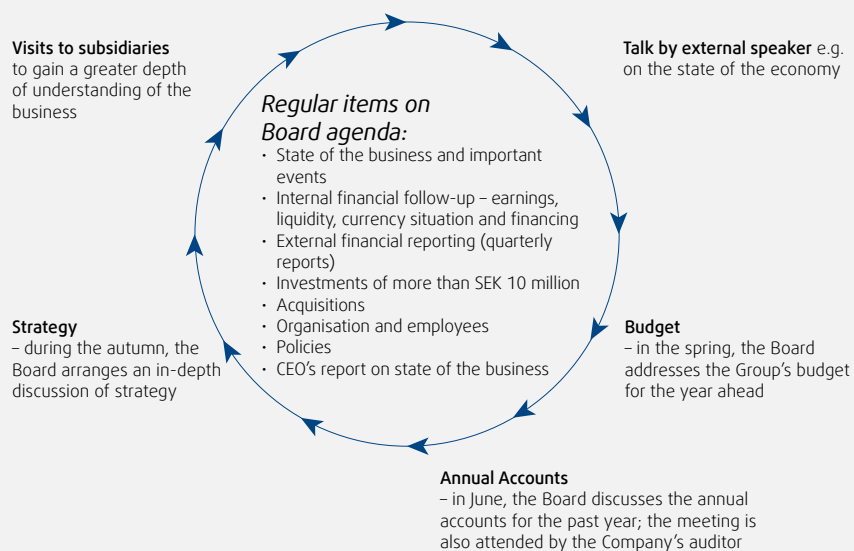 Visits to subsidiaries
to gain a greater depth
of understanding of the
business
Talk by external speaker e.g.
on the state of the economy
Regular items on
Board agenda:
• State of the business and important
events
• Internal financial follow-up – earnings,
liquidity, currency situation and financing
• External financial reporting (quarterly
reports)
• Investments of more than SEK 10 million
• Acquisitions
• Organisation and employees
• Policies
• CEO's report on state of the business
Strategy
– during the autumn, the
Board arranges an in-depth
discussion of strategy
Budget
– in the spring, the Board
addresses the Group's budget
for the year ahead
Annual Accounts
– in June, the Board discusses the annual
accounts for the past year; the meeting is
also attended by the Company's auditor